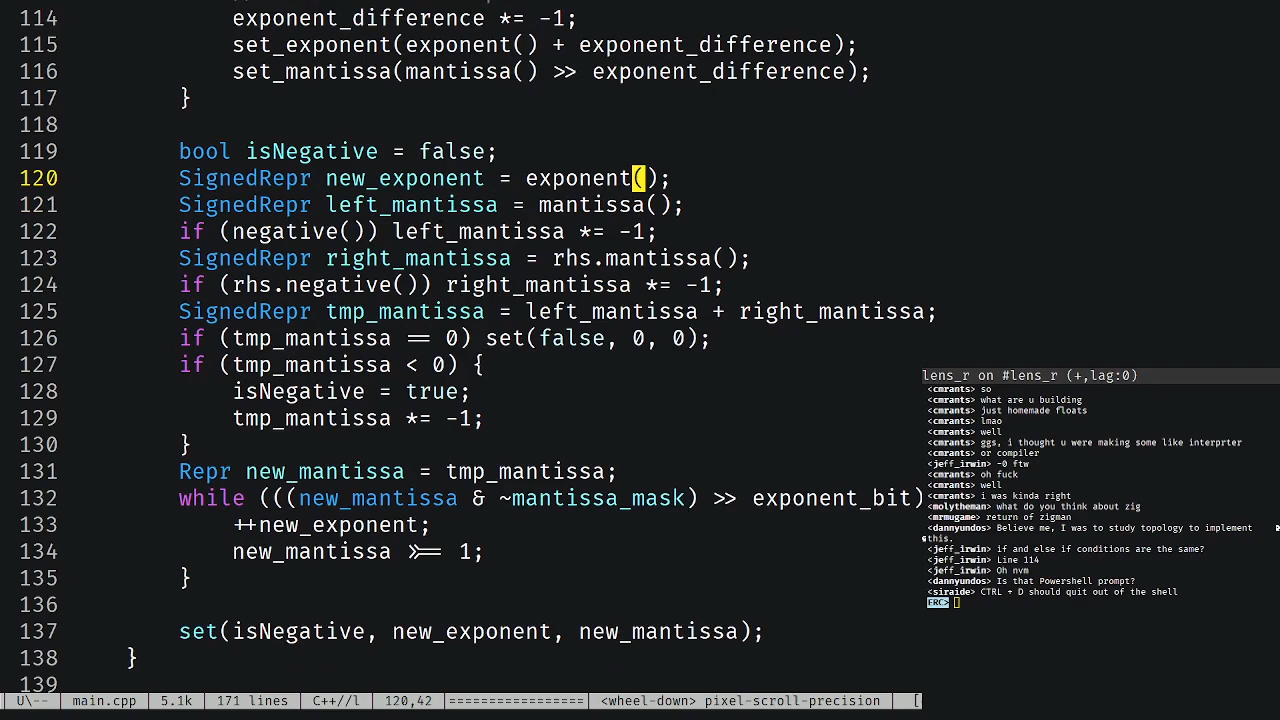 114 exponent_difference *= -1;
115 set_exponent(exponent() + exponent_difference);
116 set_mantissa(mantissa() >> exponent_difference);
117 }
118
119 bool isNegative = false;
120 SignedRepr new_exponent = exponent();
121 SignedRepr left_mantissa = mantissa();
122 if (negative()) left_mantissa *= -1;
123 SignedRepr right_mantissa = rhs.mantissa();
124 if (rhs.negative()) right_mantissa *= -1;
125 SignedRepr tmp_mantissa = left_mantissa + right_mantissa;
126 if (tmp_mantissa == 0) set(false, 0, 0);
127 if (tmp_mantissa < 0) {
128 isNegative = true;
129 tmp_mantissa *= -1;
130 }
131 Repr new_mantissa = tmp_mantissa;
132 while (((new_mantissa & ~mantissa_mask) >> exponent_bit)
133 ++new_exponent;
134 new_mantissa >>= 1;
135 }
136
137 set(isNegative, new_exponent, new_mantissa);
138 }
139
U\-- main.cpp 5.1k 171 lines C++//l 120,42 ================= <wheel-down> pixel-scroll-precision [
lens_r on #lens_r (+,lag:0)
<cmrants> so
<cmrants> what are u building
<cmrants> just homemade floats
<cmrants> lmao
<cmrants> well
<cmrants> ggs, i thought u were making some like interprter
<cmrants> or compiler
<jeff_irwin> -0 ftw
<cmrants> oh fuck
<cmrants> well
<cmrants> i was kinda right
<molytheman> what do you think about zig
<mrmugame> return of zigman
<dannyundos> Believe me, I was to study topology to implement
this.
<jeff_irwin> if and else if conditions are the same?
<jeff_irwin> Line 114
<jeff_irwin> Oh nvm
<dannyundos> Is that Powershell prompt?
<siraide> CTRL + D should quit out of the shell
ERC>